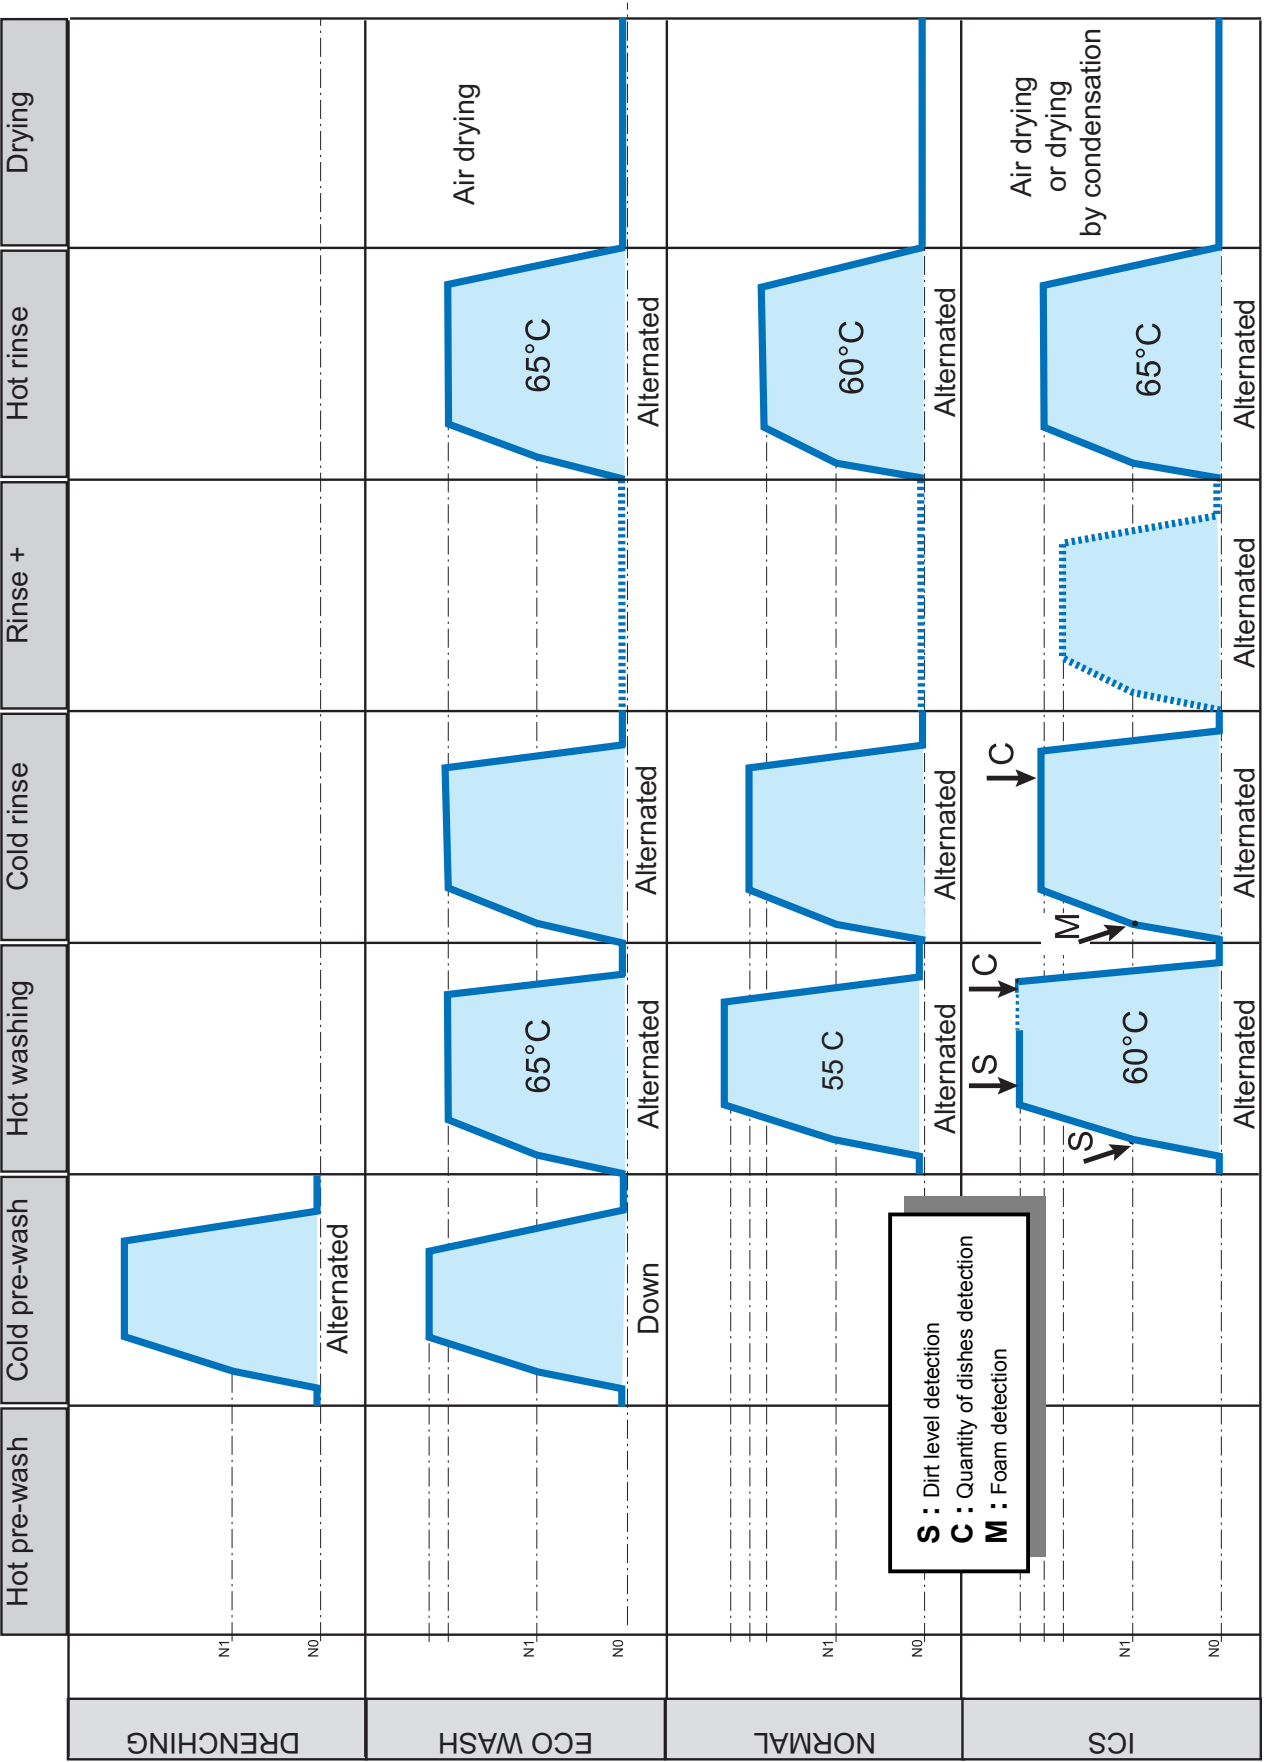 Hot pre-wash
Cold pre-wash
Hot washing
Cold rinse
Rinse +
Hot rinse
Drying
DRENCHING
N1
N0
Alternated
ECO WASH
N1
N0
Down
65°C
Alternated
Alternated
65°C
Alternated
Air drying
NORMAL
N1
N0
55 C
Alternated
Alternated
60°C
Alternated
ICS
N1
N0
S
S
C
60°C
Alternated
M
C
Alternated
Alternated
65°C
Alternated
Air drying
or drying
by condensation
S : Dirt level detection
C : Quantity of dishes detection
M : Foam detection